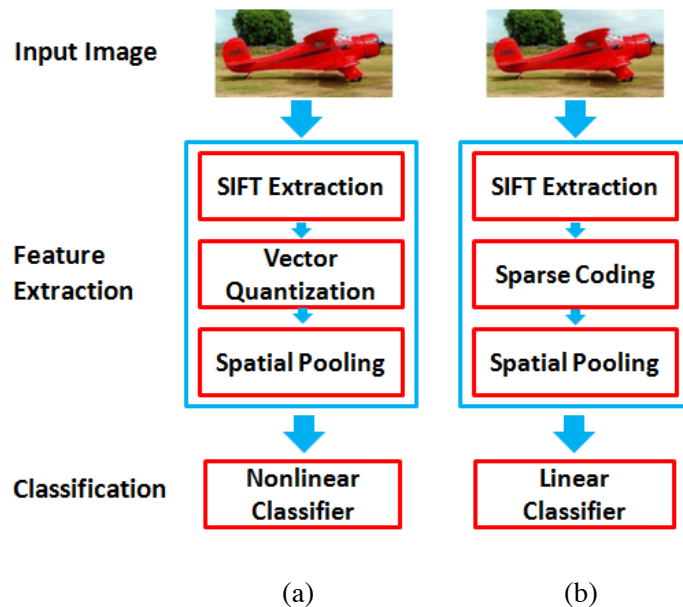 Input Image
SIFT Extraction
SIFT Extraction
Feature
Extraction
Vector
Quantization
Sparse Coding
Spatial Pooling
Spatial Pooling
Classification
Nonlinear
Classifier
Linear
Classifier
(a)
(b)